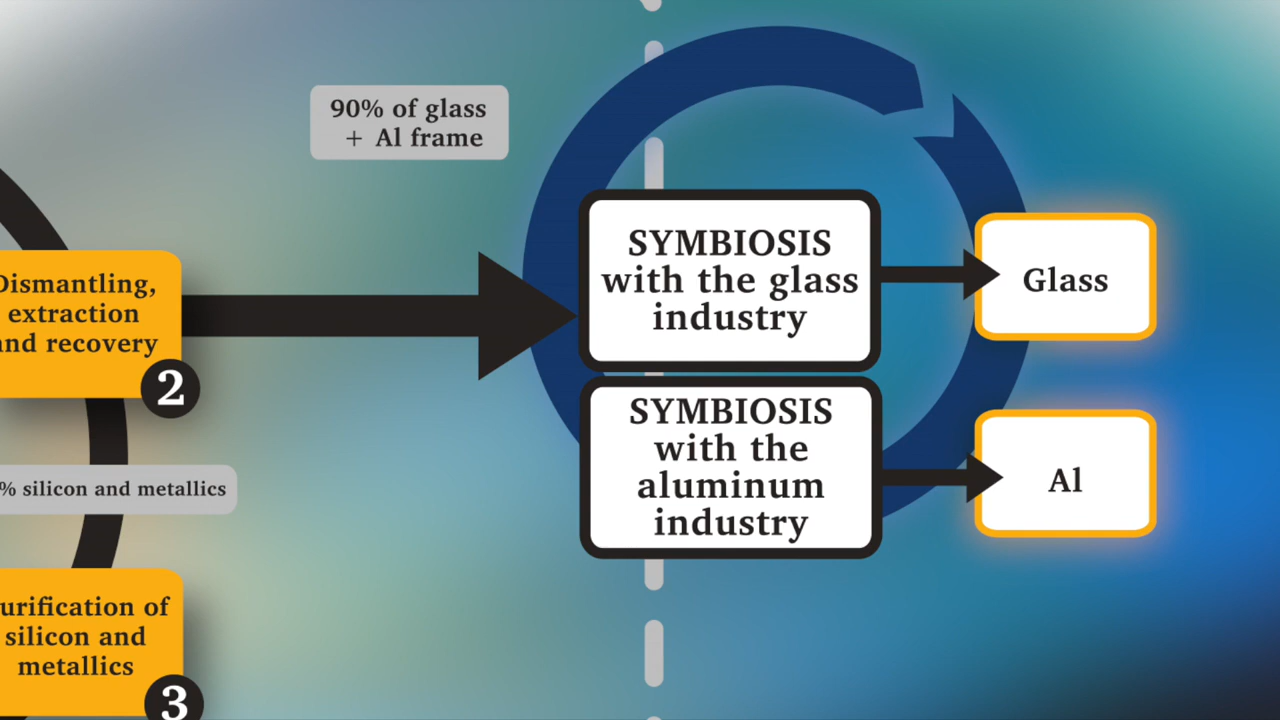 90% of glass
+ Al frame
Dismantling,
extraction
and recovery
2
% silicon and metallics
urification of
silicon and
metallics
3
SYMBIOSIS
with the glass
industry
SYMBIOSIS
with the
aluminum
industry
Glass
Al